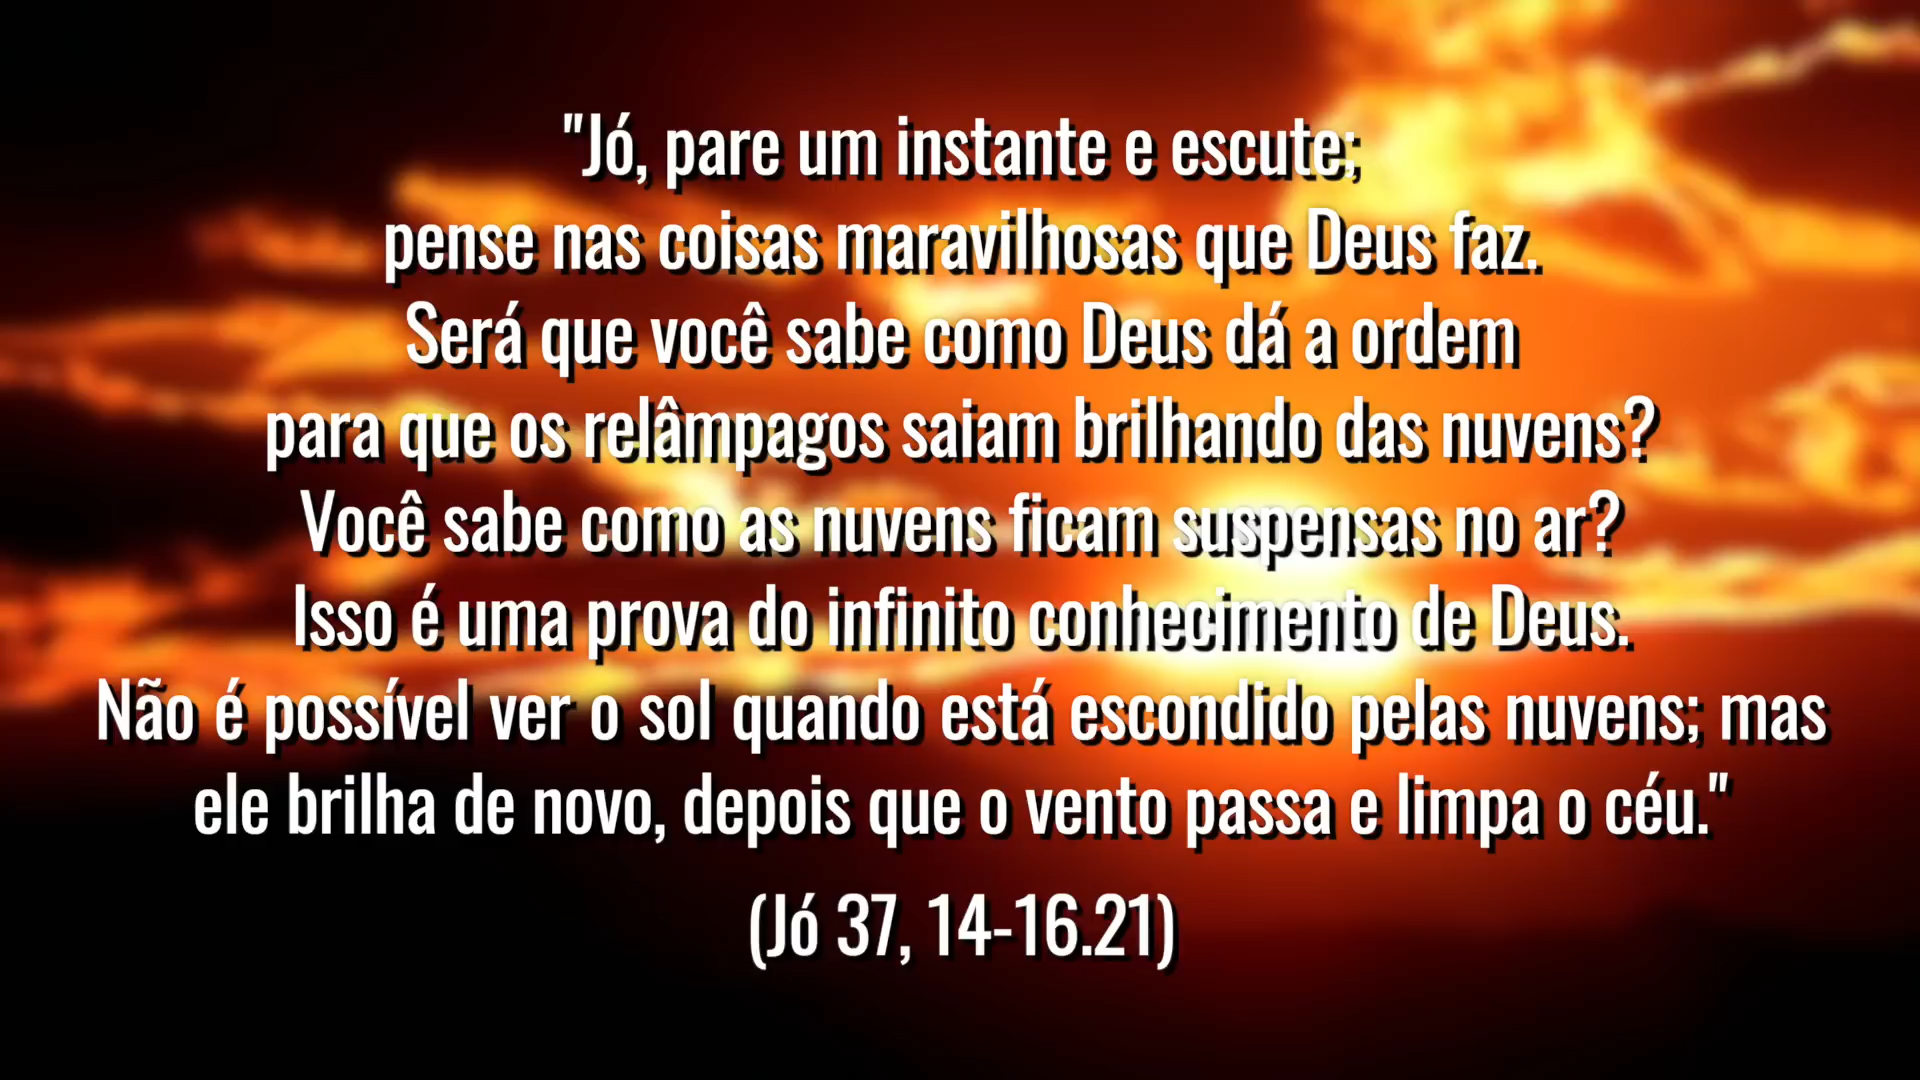 "Jó, pare um instante e escute;
pense nas coisas maravilhosas que Deus faz.
Será que você sabe como Deus dá a ordem
para que os relâmpagos saiam brilhando das nuvens?
Você sabe como as nuvens ficam suspensas no ar?
Isso é uma prova do infinito conhecimento de Deus.
Não é possível ver o sol quando está escondido pelas nuvens; mas
ele brilha de novo, depois que o vento passa e limpa o céu."
(Jó 37, 14-16.21)